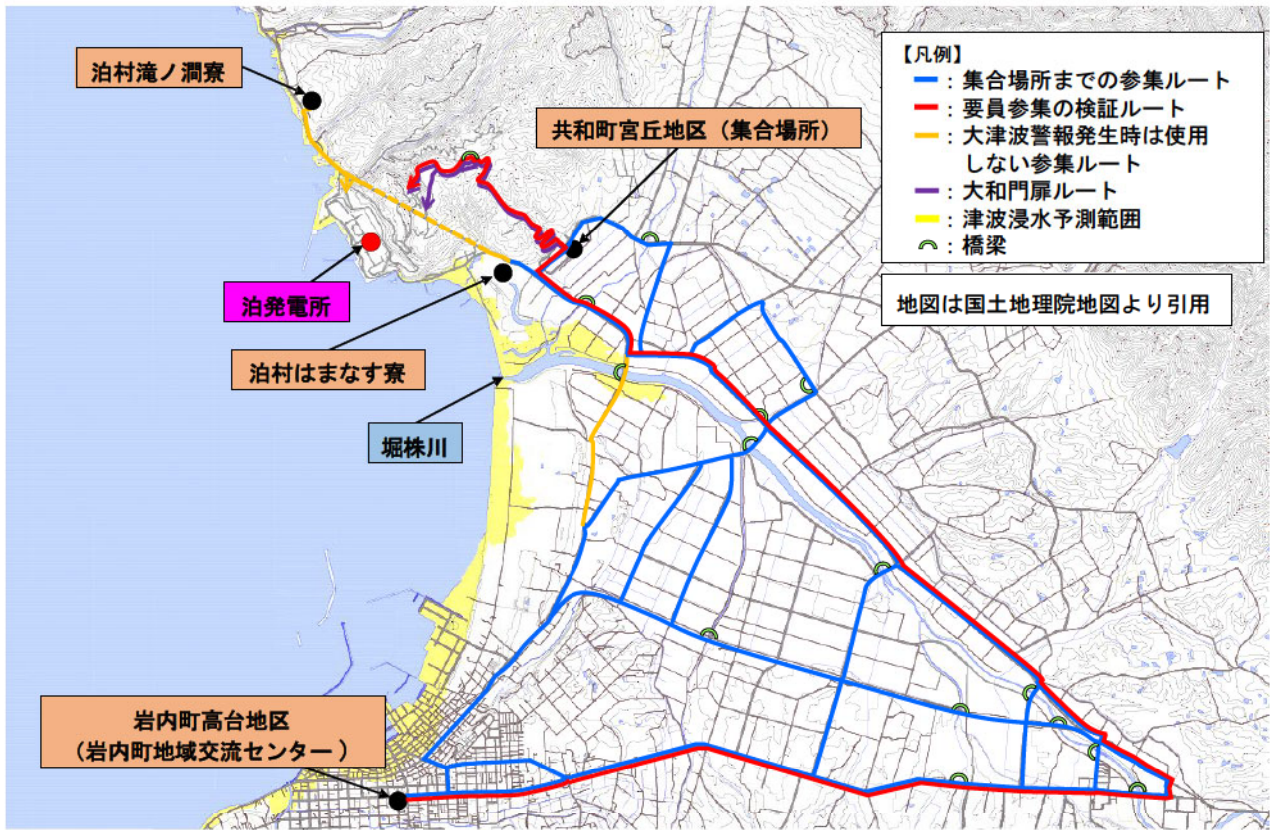 泊村滝ノ澗寮
共和町宮丘地区（集合場所）
【凡例】
：集合場所までの参集ルート
：要員参集の検証ルート
：大津波警報発生時は使用
しない参集ルート
：大和門扉ルート
：津波浸水予測範囲
：橋梁
地図は国土地理院地図より引用
泊発電所
泊村はまなす寮
堀株川
岩内町高台地区
（岩内町地域交流センター）